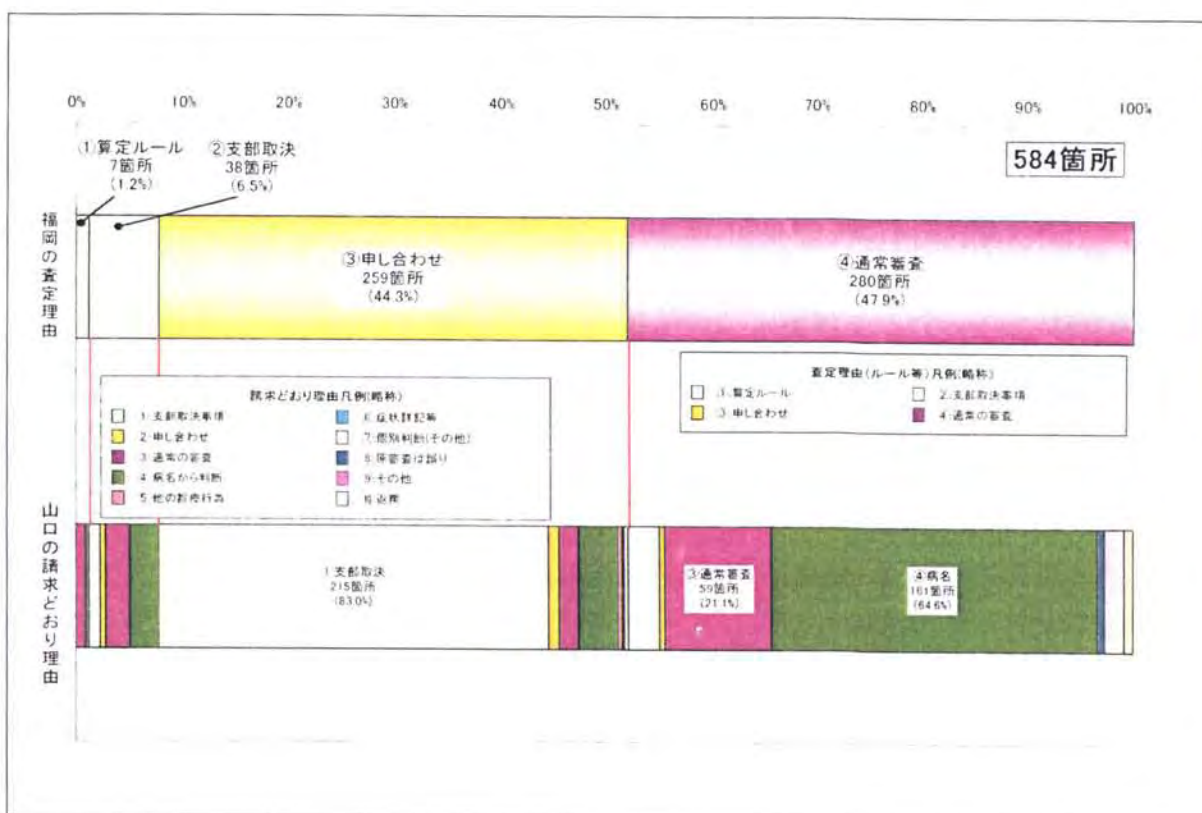 0% 10% 20% 30% 40% 50% 60% 70% 80% 90% 100%
①算定ルール
7箇所
(1.2%)
②支部取決
38箇所
(6.5%)
584箇所
福岡の査定理由
③申し合わせ
259箇所
(44.3%)
④通常審査
280箇所
(47.9%)
請求どおり理由凡例(略称)
1:支部取決事項
2:申し合わせ
3:通常の審査
4:病名から判断
5:他の診療行為
6:症状詳記等
7:個別判断(その他)
8:原審査は誤り
9:その他
査定理由(ルール等)凡例(略称)
1:算定ルール
2:支部取決事項
3:申し合わせ
4:通常の審査
山口の請求どおり理由
1支部取決
215箇所
(83.0%)
③通常審査
59箇所
(21.1%)
④病名
161箇所
(64.6%)